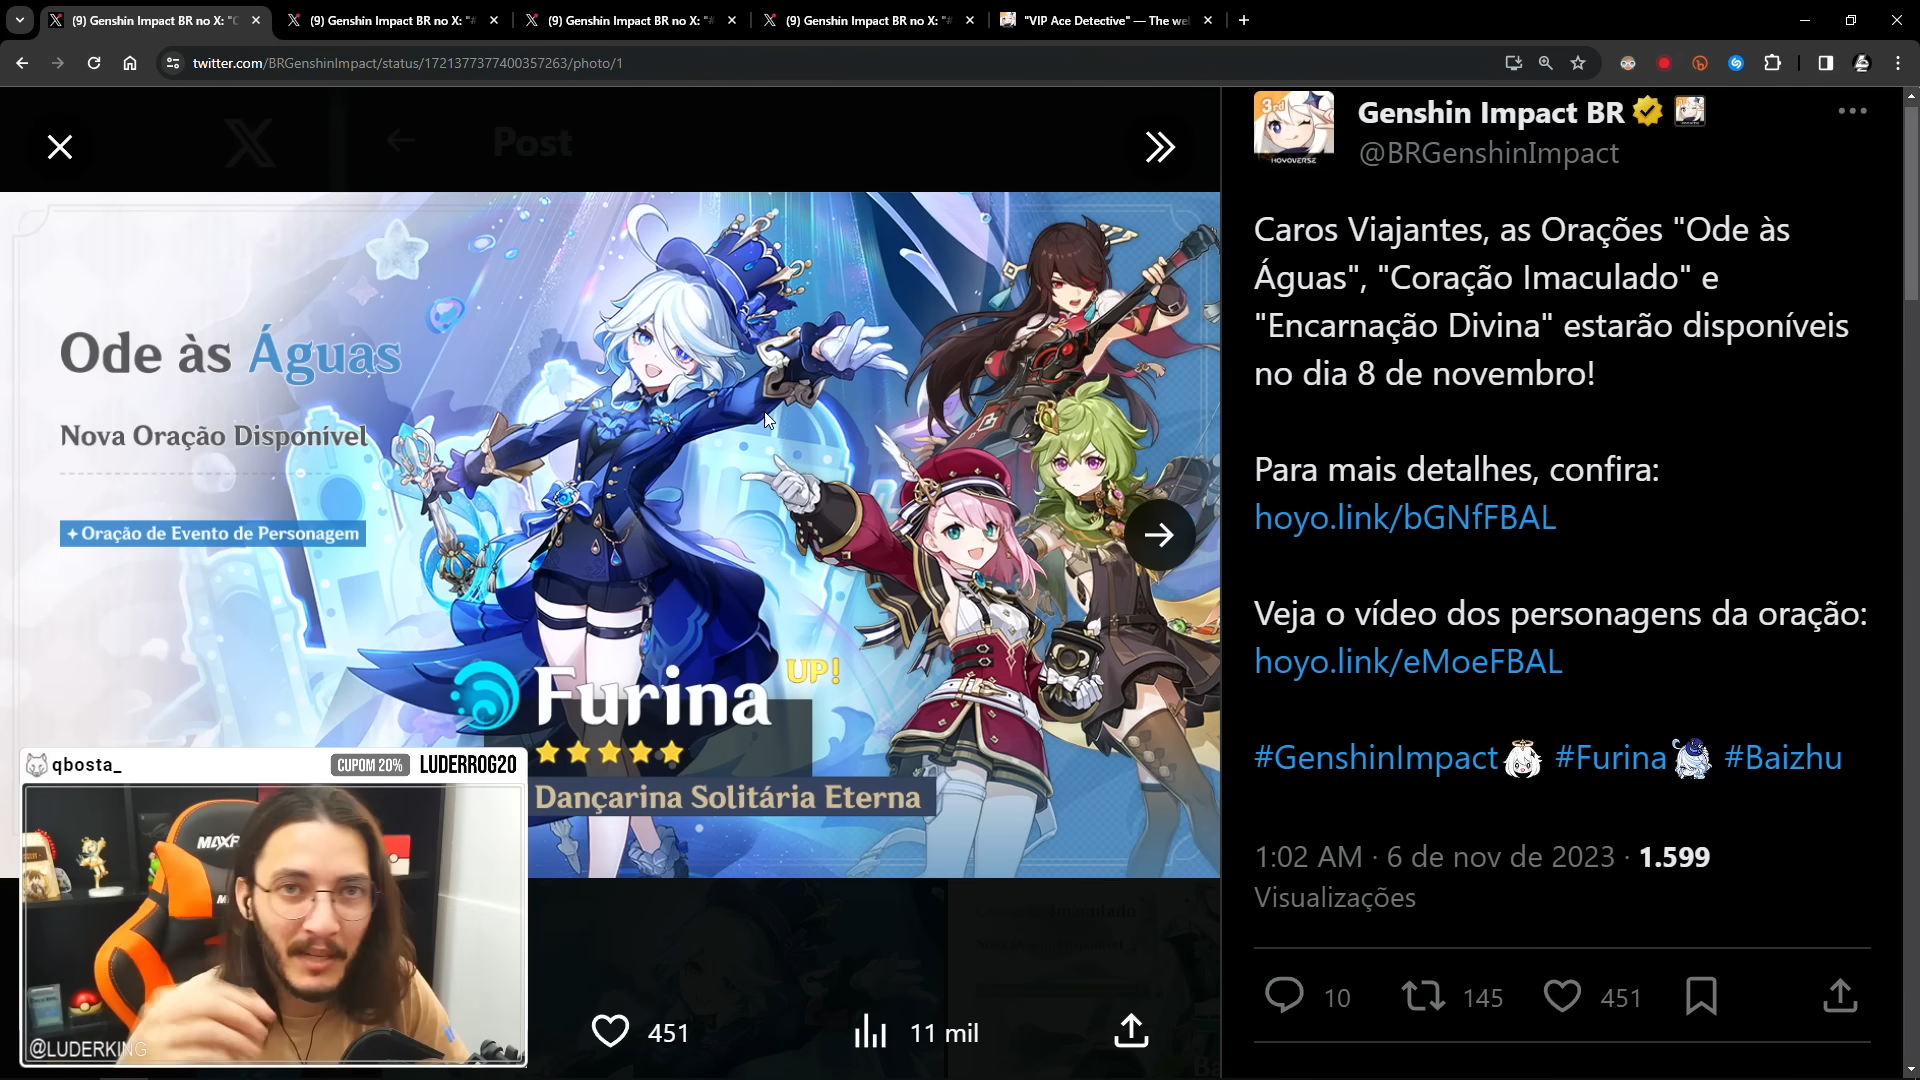 (9) Genshin Impact BR no X: "C
(9) Genshin Impact BR no X: "#
(9) Genshin Impact BR no X: "#
(9) Genshin Impact BR no X: "#
"VIP Ace Detective" — The we
twitter.com/BRGenshinImpact/status/1721377377400357263/photo/1
Post
Ode às Águas
Nova Oração Disponível
Oração de Evento de Personagem
Furina UP!
Dançarina Solitária Eterna
qbosta_
CUPOM 20%
LUDERROG20
MAXR
@LUDERKING
451
11 mil
3rd
HOYOVERSE
Genshin Impact BR
@BRGenshinImpact
Caros Viajantes, as Orações "Ode às
Águas", "Coração Imaculado" e
"Encarnação Divina" estarão disponíveis
no dia 8 de novembro!
Para mais detalhes, confira:
hoyo.link/bGNfFBAL
Veja o vídeo dos personagens da oração:
hoyo.link/eMoeFBAL
#GenshinImpact #Furina #Baizhu
1:02 AM · 6 de nov de 2023 · 1.599
Visualizações
10
145
451